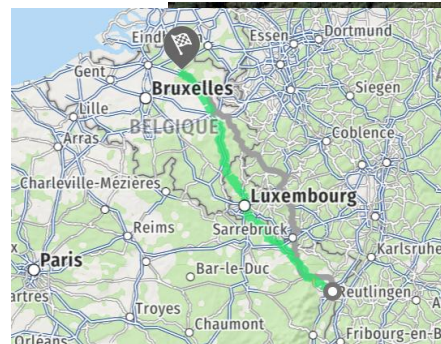 Eindh
Essen
Dortmund
Gent
Bruxelles
Siegen
Lille
BELGIQUE
Arras
Coblence
Charleville-Mézières
Luxembourg
Reims
Sarrebruck
Karlsruhe
Paris
Bar-le-Duc
artres
Reutlingen
Troyes
Chaumont
Orléans
Fribourg-en-B